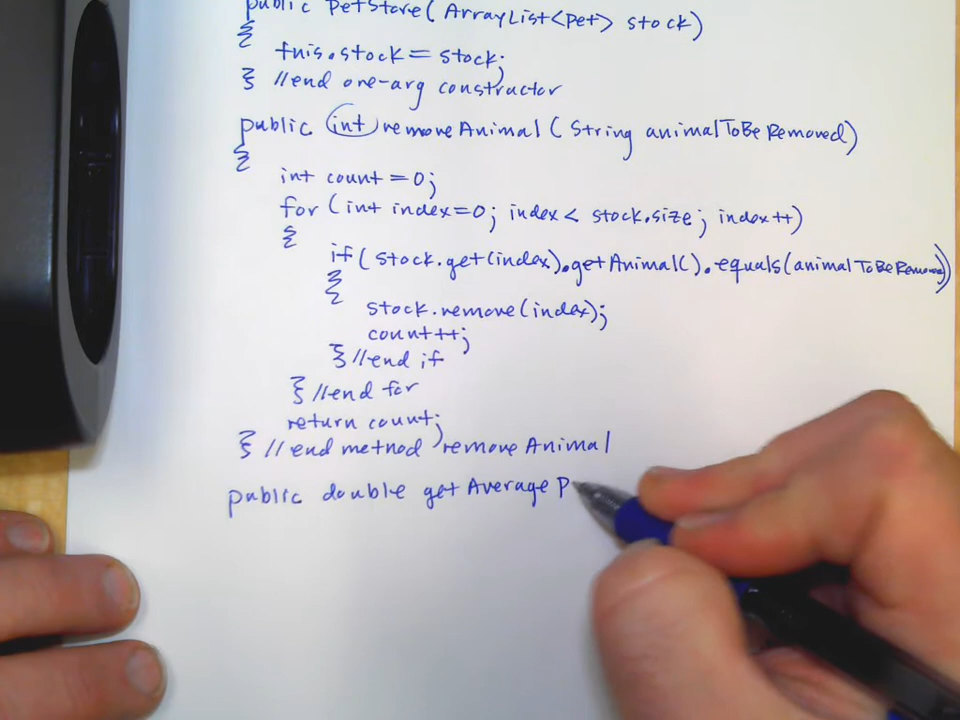 public PetStore(ArrayList<Pet> stock)
{
this.stock = stock;
} //end one-arg constructor
public int removeAnimal(String animalToBeRemoved)
{
int count = 0;
for (int index=0; index < stock.size; index++)
{
if( stock.get(index).getAnimal().equals(animalToBeRemoved))
{
stock.remove(index);
count++;
} //end if
} //end for
return count;
} // end method removeAnimal
public double getAverageP